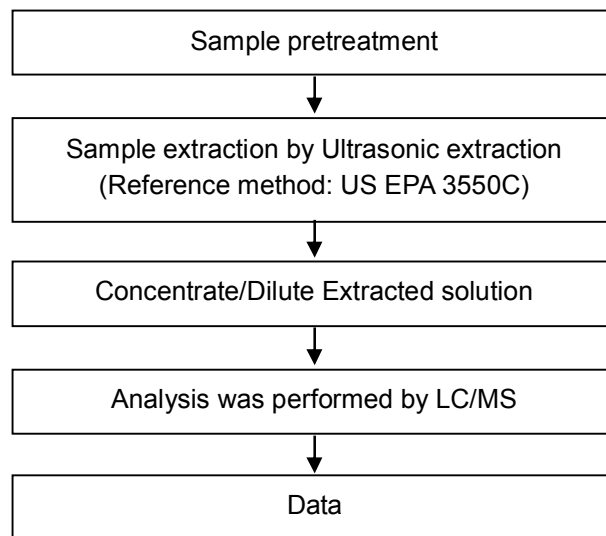 Sample pretreatment
Sample extraction by Ultrasonic extraction
(Reference method: US EPA 3550C)
Concentrate/Dilute Extracted solution
Analysis was performed by LC/MS
Data